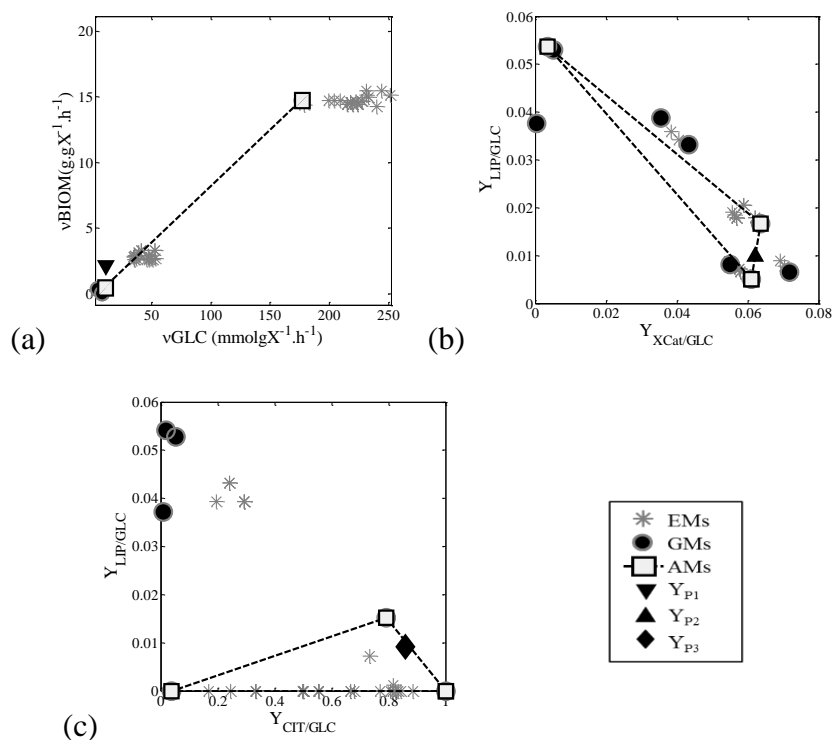 20
15
10
5
0
50 100 150 200 250
νBIOM(g.gX⁻¹.h⁻¹)
νGLC (mmolgX⁻¹.h⁻¹)
(a)
0.06
0.05
0.04
0.03
0.02
0.01
0
0 0.02 0.04 0.06 0.08
Y_LIP/GLC
Y_XCat/GLC
(b)
0.06
0.05
0.04
0.03
0.02
0.01
0
0 0.2 0.4 0.6 0.8 1
Y_LIP/GLC
Y_CIT/GLC
(c)
EMs
GMs
AMs
Y_P1
Y_P2
Y_P3